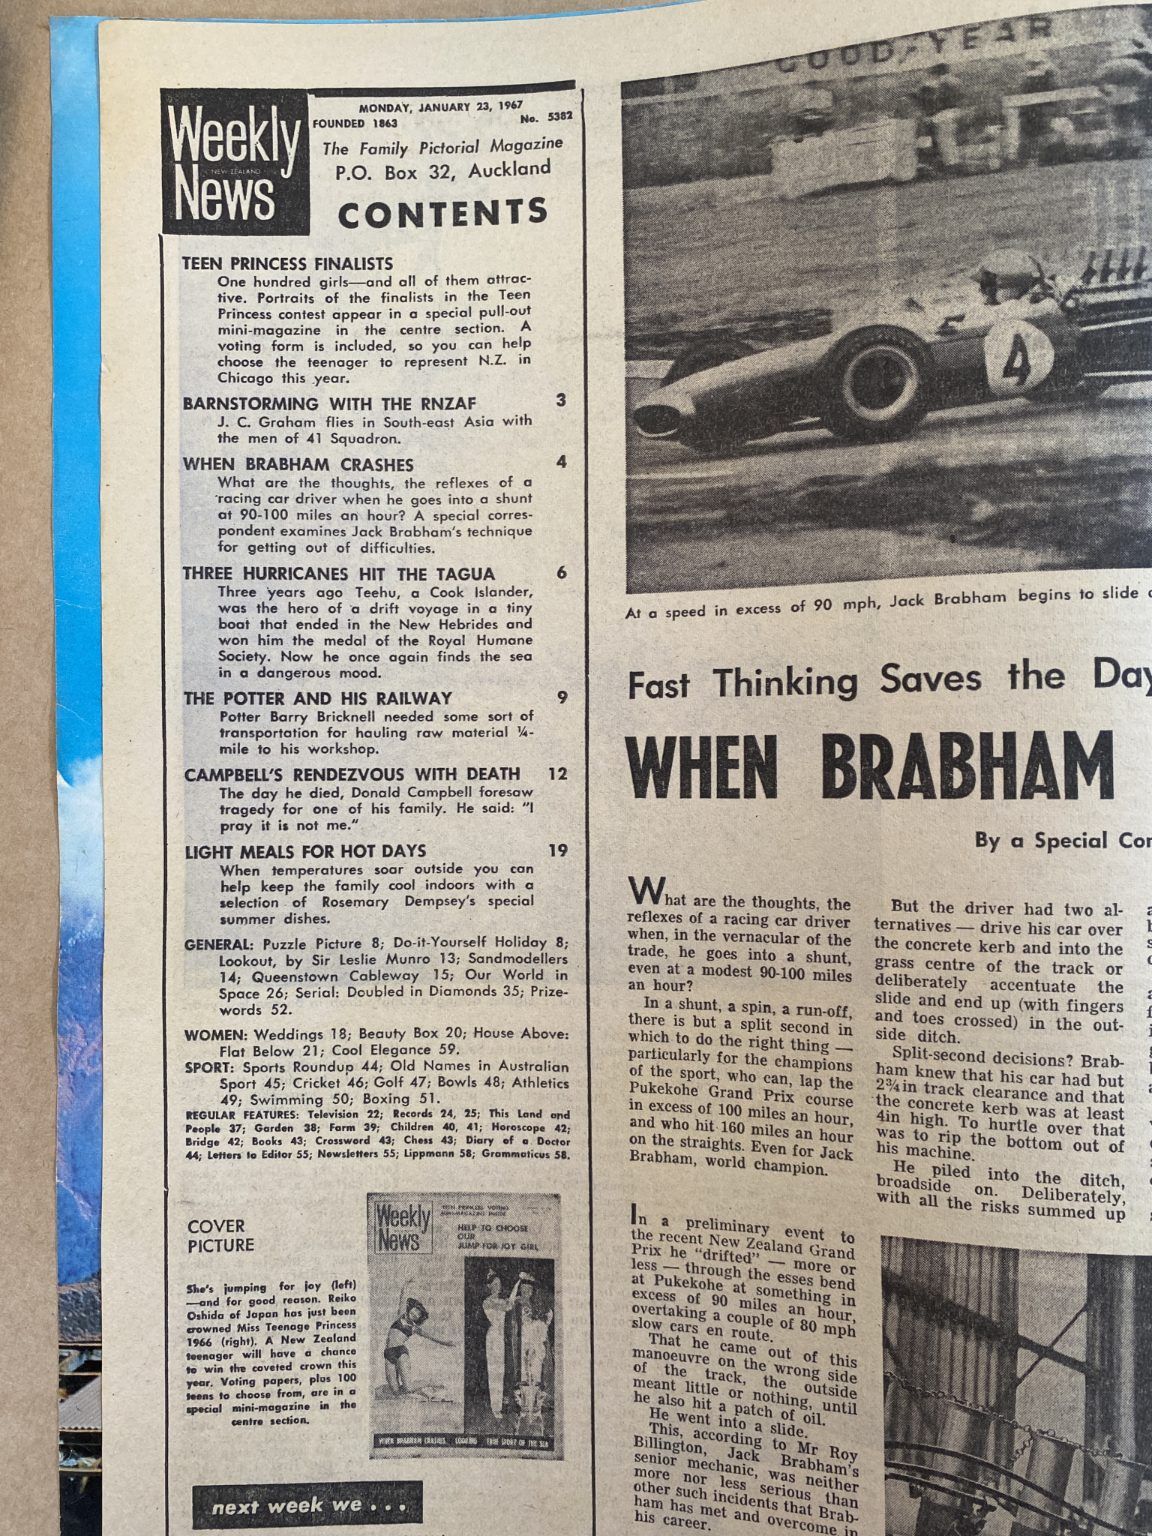 Weekly
NEW ZEALAND
News
MONDAY, JANUARY 23, 1967
FOUNDED 1863 No. 5382
The Family Pictorial Magazine
P.O. Box 32, Auckland
CONTENTS
TEEN PRINCESS FINALISTS
One hundred girls—and all of them attrac-
tive. Portraits of the finalists in the Teen
Princess contest appear in a special pull-out
mini-magazine in the centre section. A
voting form is included, so you can help
choose the teenager to represent N.Z. in
Chicago this year.
BARNSTORMING WITH THE RNZAF 3
J. C. Graham flies in South-east Asia with
the men of 41 Squadron.
WHEN BRABHAM CRASHES 4
What are the thoughts, the reflexes of a
racing car driver when he goes into a shunt
at 90-100 miles an hour? A special corres-
pondent examines Jack Brabham's technique
for getting out of difficulties.
THREE HURRICANES HIT THE TAGUA 6
Three years ago Teehu, a Cook Islander,
was the hero of a drift voyage in a tiny
boat that ended in the New Hebrides and
won him the medal of the Royal Humane
Society. Now he once again finds the sea
in a dangerous mood.
THE POTTER AND HIS RAILWAY 9
Potter Barry Bricknell needed some sort of
transportation for hauling raw material ¼-
mile to his workshop.
CAMPBELL'S RENDEZVOUS WITH DEATH 12
The day he died, Donald Campbell foresaw
tragedy for one of his family. He said: "I
pray it is not me."
LIGHT MEALS FOR HOT DAYS 19
When temperatures soar outside you can
help keep the family cool indoors with a
selection of Rosemary Dempsey's special
summer dishes.
GENERAL: Puzzle Picture 8; Do-it-Yourself Holiday 8;
Lookout, by Sir Leslie Munro 13; Sandmodellers
14; Queenstown Cableway 15; Our World in
Space 26; Serial: Doubled in Diamonds 35; Prize-
words 52.
WOMEN: Weddings 18; Beauty Box 20; House Above:
Flat Below 21; Cool Elegance 59.
SPORT: Sports Roundup 44; Old Names in Australian
Sport 45; Cricket 46; Golf 47; Bowls 48; Athletics
49; Swimming 50; Boxing 51.
REGULAR FEATURES: Television 22; Records 24, 25; This Land and
People 37; Garden 38; Farm 39; Children 40, 41; Horoscope 42;
Bridge 42; Books 43; Crossword 43; Chess 43; Diary of a Doctor
44; Letters to Editor 55; Newsletters 55; Lippmann 58; Grammaticus 58.
COVER
PICTURE
She's jumping for joy (left)
—and for good reason. Reiko
Oshida of Japan has just been
crowned Miss Teenage Princess
1966 (right). A New Zealand
teenager will have a chance
to win the coveted crown this
year. Voting papers, plus 100
teens to choose from, are in a
special mini-magazine in the
centre section.
Weekly
News
TEEN PRINCESS VOTING
MINI-MAGAZINE INSIDE
HELP TO CHOOSE
OUR
JUMP FOR JOY GIRL
WHEN BRABHAM CRASHES
next week we . . .
GOOD YEAR
4
At a speed in excess of 90 mph, Jack Brabham begins to slide
Fast Thinking Saves the Day
WHEN BRABHAM
By a Special
What are the thoughts, the
reflexes of a racing car driver
when, in the vernacular of the
trade, he goes into a shunt,
even at a modest 90-100 miles
an hour?
In a shunt, a spin, a run-off,
there is but a split second in
which to do the right thing —
particularly for the champions
of the sport, who can, lap the
Pukekohe Grand Prix course
in excess of 100 miles an hour,
and who hit 160 miles an hour
on the straights. Even for Jack
Brabham, world champion.
In a preliminary event to
the recent New Zealand Grand
Prix he "drifted" — more or
less — through the esses bend
at Pukekohe at something in
excess of 90 miles an hour,
overtaking a couple of 80 mph
slow cars en route.
That he came out of this
manoeuvre on the wrong side
of the track, the outside
meant little or nothing, until
he also hit a patch of oil.
He went into a slide.
This, according to Mr Roy
Billington, Jack Brabham's
senior mechanic, was neither
more nor less serious than
other such incidents that Brab-
ham has met and overcome in
his career.
But the driver had two al-
ternatives — drive his car over
the concrete kerb and into the
grass centre of the track or
deliberately accentuate the
slide and end up (with fingers
and toes crossed) in the out-
side ditch.
Split-second decisions? Brab-
ham knew that his car had but
2¾in track clearance and that
the concrete kerb was at least
4in high. To hurtle over that
was to rip the bottom out of
his machine.
He piled into the ditch,
broadside on. Deliberately,
with all the risks summed up